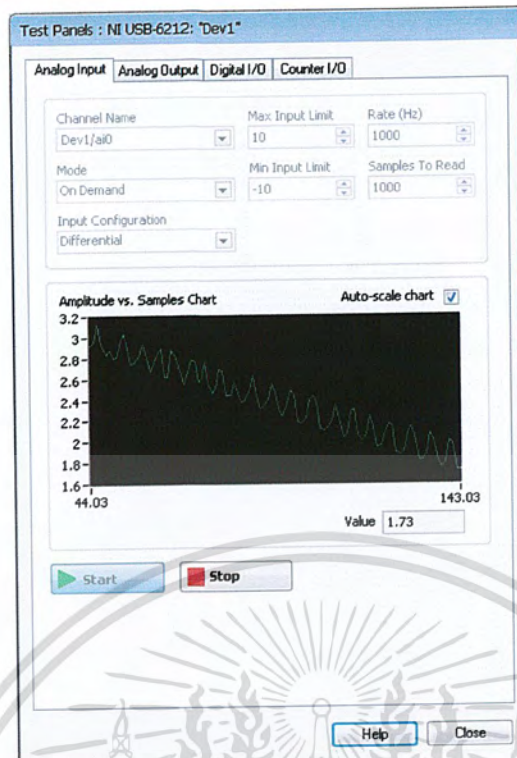 Test Panels : NI USB-6212: "Dev1"
Analog Input Analog Output Digital I/O Counter I/O
Channel Name Max Input Limit Rate (Hz)
Dev1/ai0 10 1000
Mode Min Input Limit Samples To Read
On Demand -10 1000
Input Configuration
Differential
Amplitude vs. Samples Chart Auto-scale chart
3.2
3
2.8
2.6
2.4
2.2
2
1.8
1.6
44.03 143.03
Value 1.73
Start Stop
Help Close